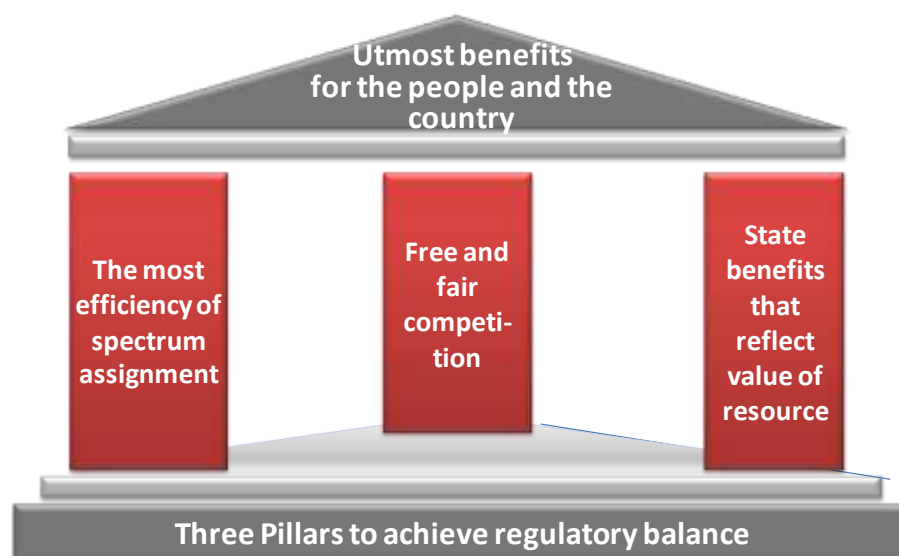 Utmost benefits
for the people and the
country
The most
efficiency of
spectrum
assignment
Free and
fair
competi-
tion
State
benefits
that
reflect
value of
resource
Three Pillars to achieve regulatory balance